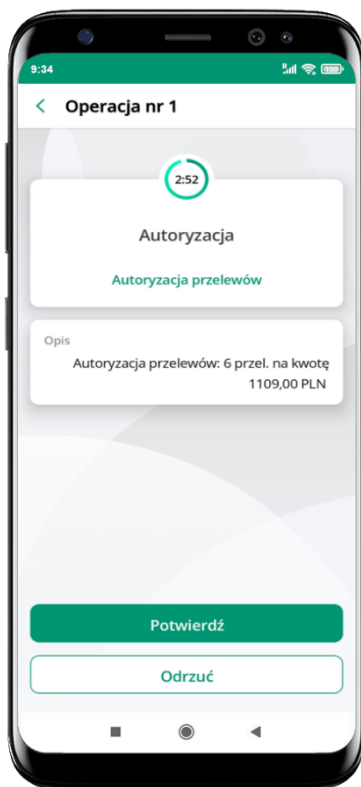 9:34
Operacja nr 1
2:52
Autoryzacja
Autoryzacja przelewów
Opis
Autoryzacja przelewów: 6 przel. na kwotę
1109,00 PLN
Potwierdź
Odrzuć